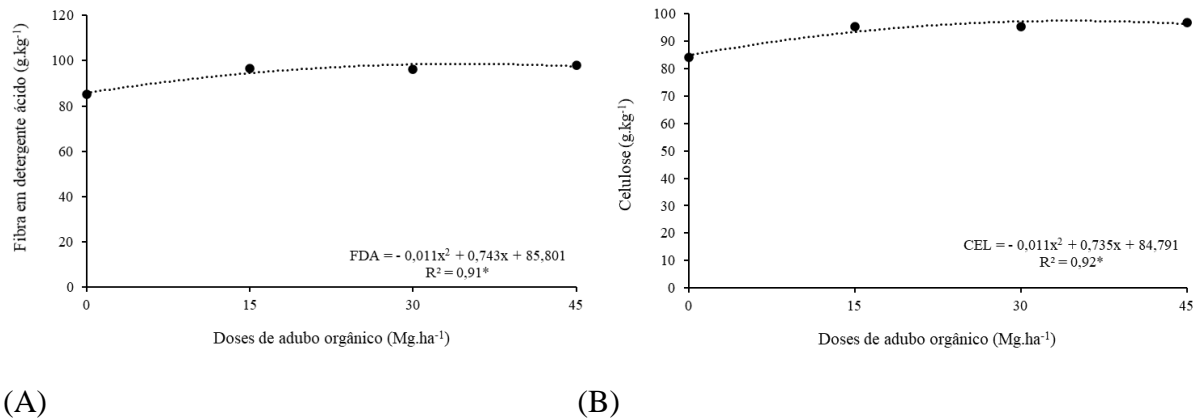 Fibra em detergente ácido (g.kg⁻¹)
120
100
80
60
40
20
0
0
15
30
45
FDA = - 0,011x² + 0,743x + 85,801
R² = 0,91*
Doses de adubo orgânico (Mg.ha⁻¹)
(A)
Celulose (g.kg⁻¹)
100
90
80
70
60
50
40
30
20
10
0
0
15
30
45
CEL = - 0,011x² + 0,735x + 84,791
R² = 0,92*
Doses de adubo orgânico (Mg.ha⁻¹)
(B)